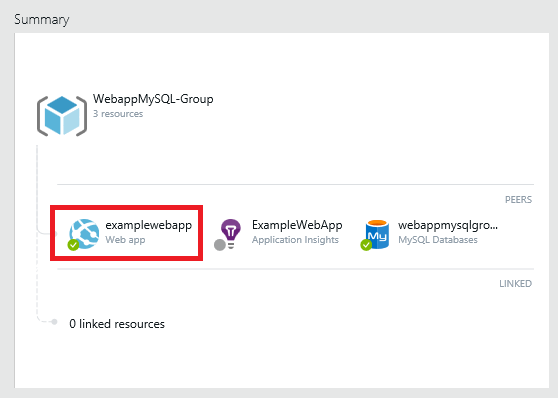 Summary
WebappMySQL-Group
3 resources
PEERS
examplewebapp
Web app
ExampleWebApp
Application Insights
webappmysqlgro...
MySQL Databases
My
LINKED
0 linked resources